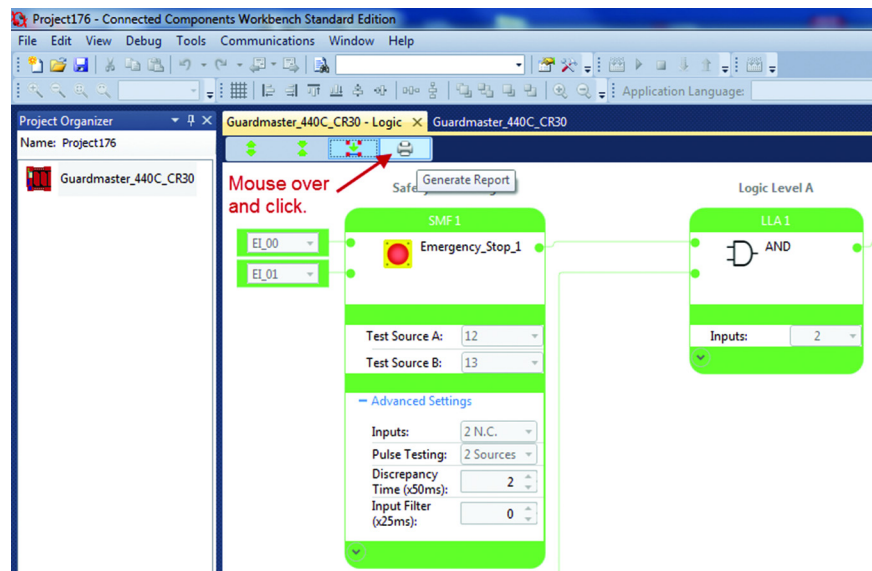 Project176 - Connected Components Workbench Standard Edition
File Edit View Debug Tools Communications Window Help
Application Language:
Project Organizer
Guardmaster_440C_CR30 - Logic Guardmaster_440C_CR30
Name: Project176
Guardmaster_440C_CR30
Mouse over
and click.
Generate Report
Logic Level A
SMF 1
LLA 1
EI_00
Emergency_Stop_1
AND
EI_01
Test Source A: 12
Inputs: 2
Test Source B: 13
Advanced Settings
Inputs: 2 N.C.
Pulse Testing: 2 Sources
Discrepancy
Time (x50ms): 2
Input Filter
(x25ms): 0